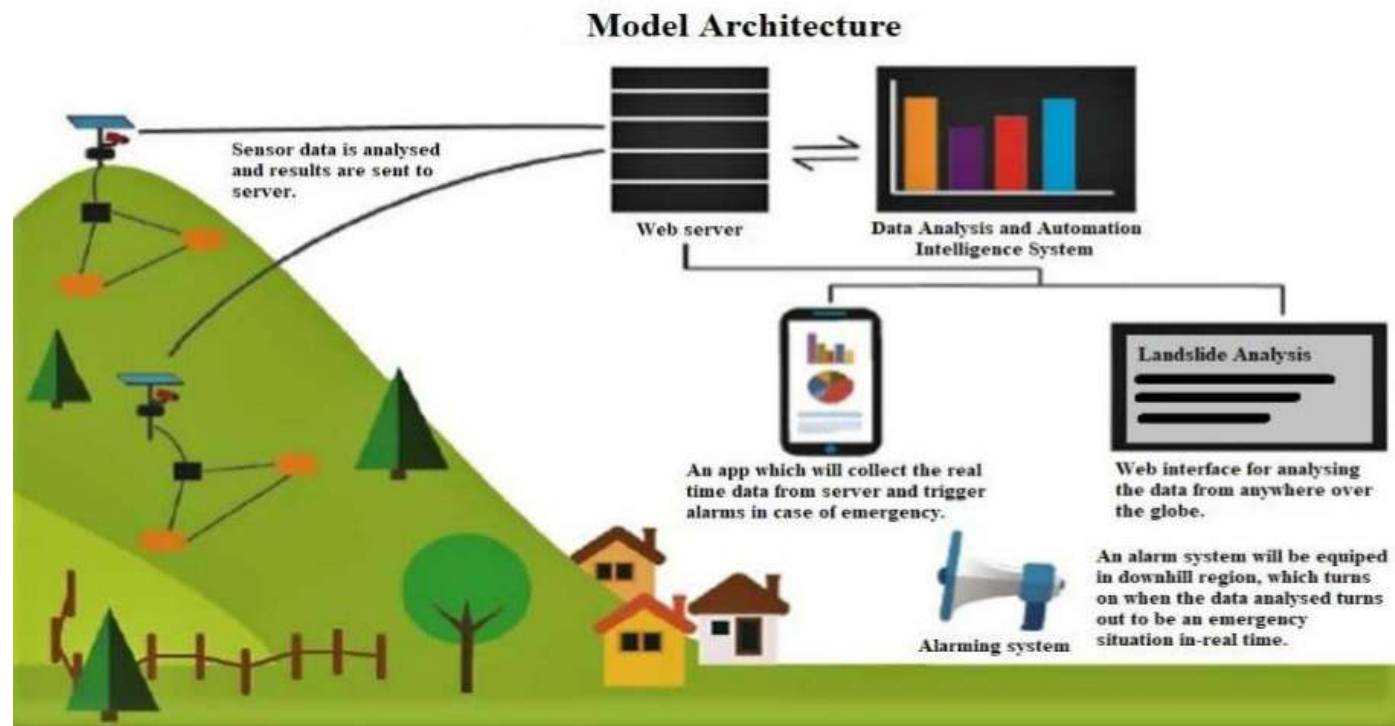 Model Architecture
Sensor data is analysed
and results are sent to
server.
Web server
Data Analysis and Automation
Intelligence System
Landslide Analysis
An app which will collect the real
time data from server and trigger
alarms in case of emergency.
Web interface for analysing
the data from anywhere over
the globe.
Alarming system
An alarm system will be equiped
in downhill region, which turns
on when the data analysed turns
out to be an emergency
situation in-real time.